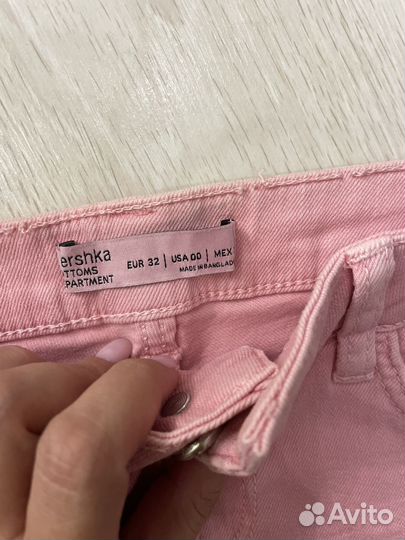 ershka
OTTOMS
PARTMENT
EUR 32 | USA 00 | MEX
MADE IN BANGLAD
Avito